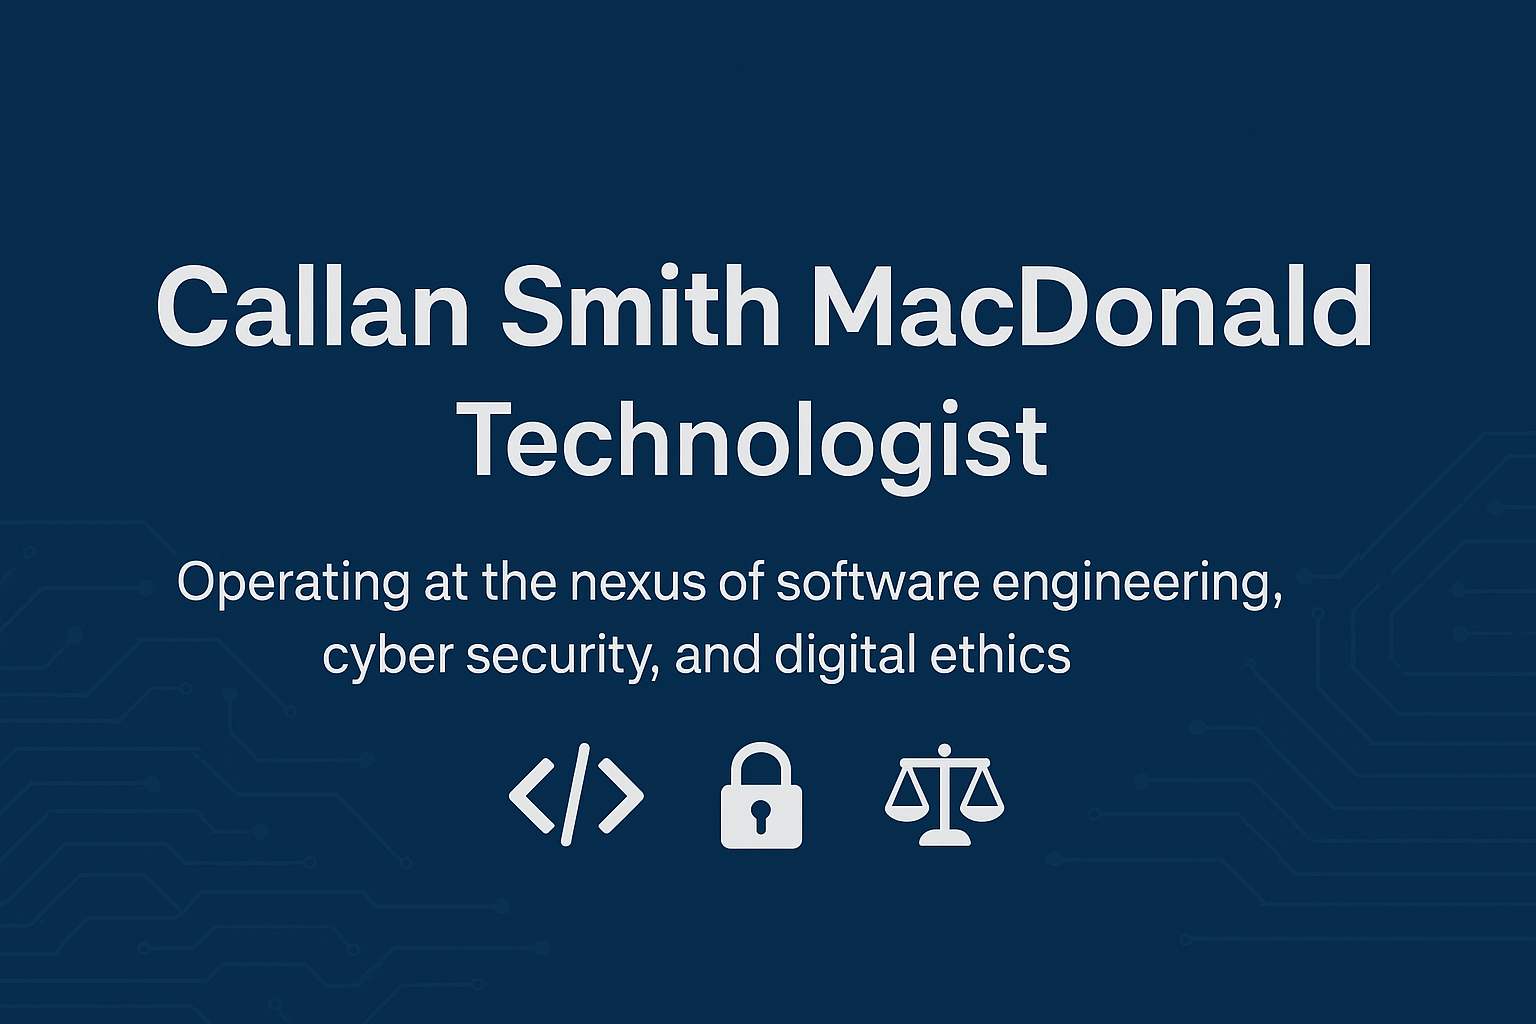 Callan Smith MacDonald
Technologist
Operating at the nexus of software engineering,
cyber security, and digital ethics